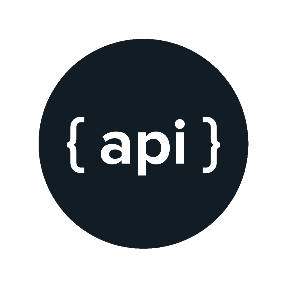 { api }